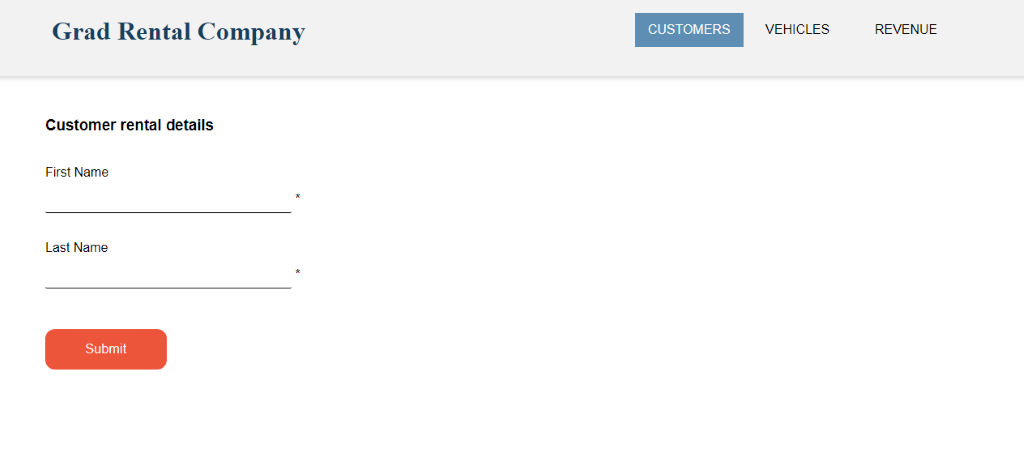 Grad Rental Company
CUSTOMERS VEHICLES REVENUE
Customer rental details
First Name
*
Last Name
*
Submit